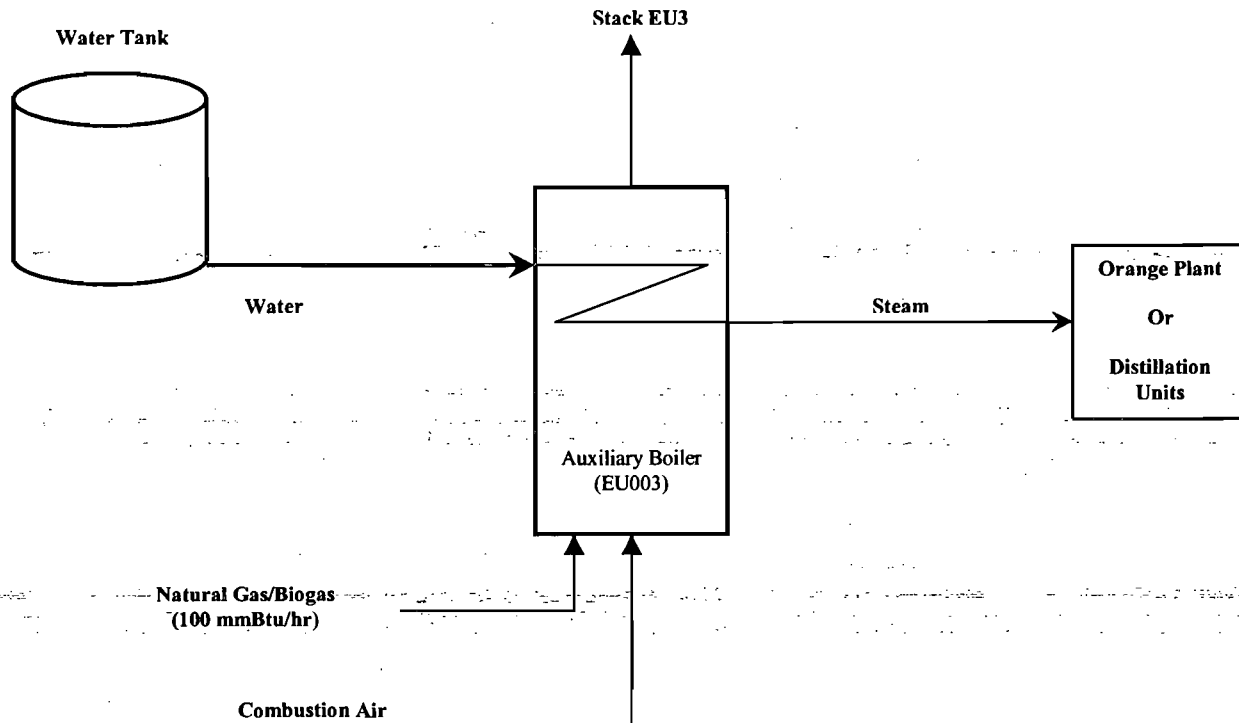 Stack EU3
Water Tank
Water
Steam
Orange Plant
Or
Distillation
Units
Auxiliary Boiler
(EU003)
Natural Gas/Biogas
(100 mmBtu/hr)
Combustion Air